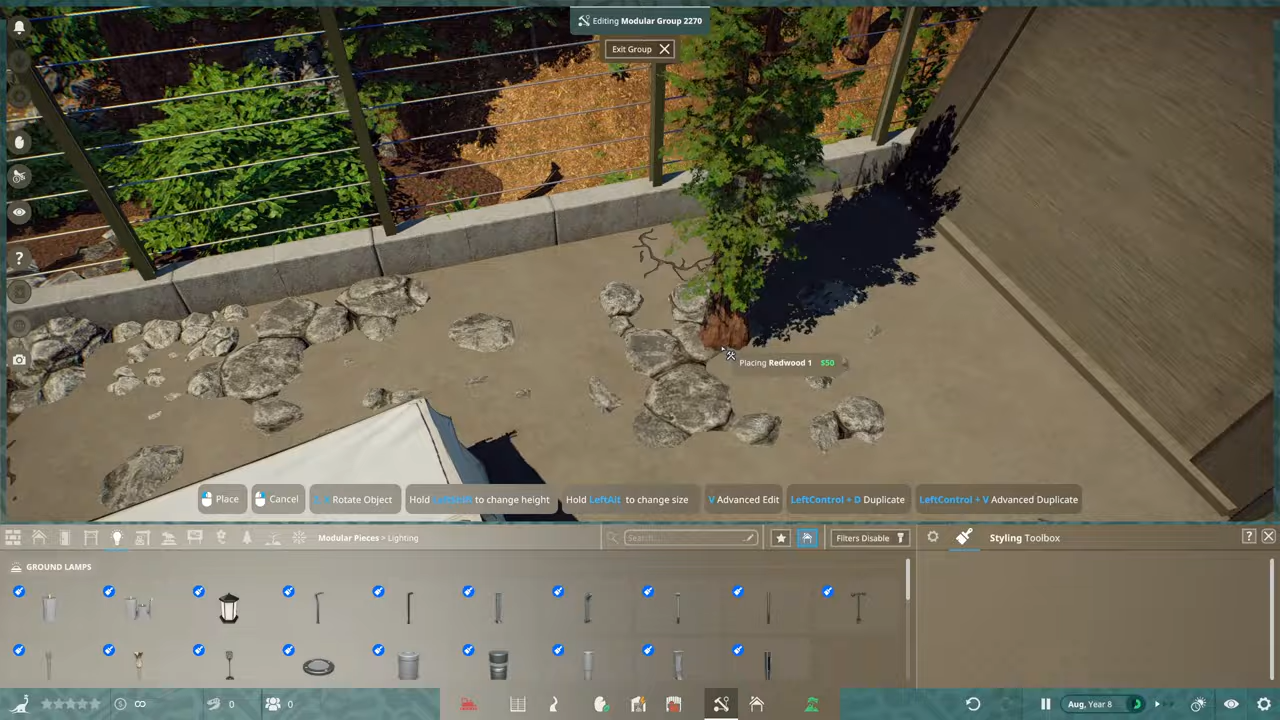 Editing Modular Group 2270
Exit Group
?
Placing Redwood 1 $50
Place
Cancel
Rotate Object
Hold LeftShift to change height
Hold LeftAlt to change size
V Advanced Edit
LeftControl + D Duplicate
LeftControl + V Advanced Duplicate
Modular Pieces > Lighting
Search...
Filters Disable
Styling Toolbox
?
GROUND LAMPS
∞
0
0
Aug, Year 8